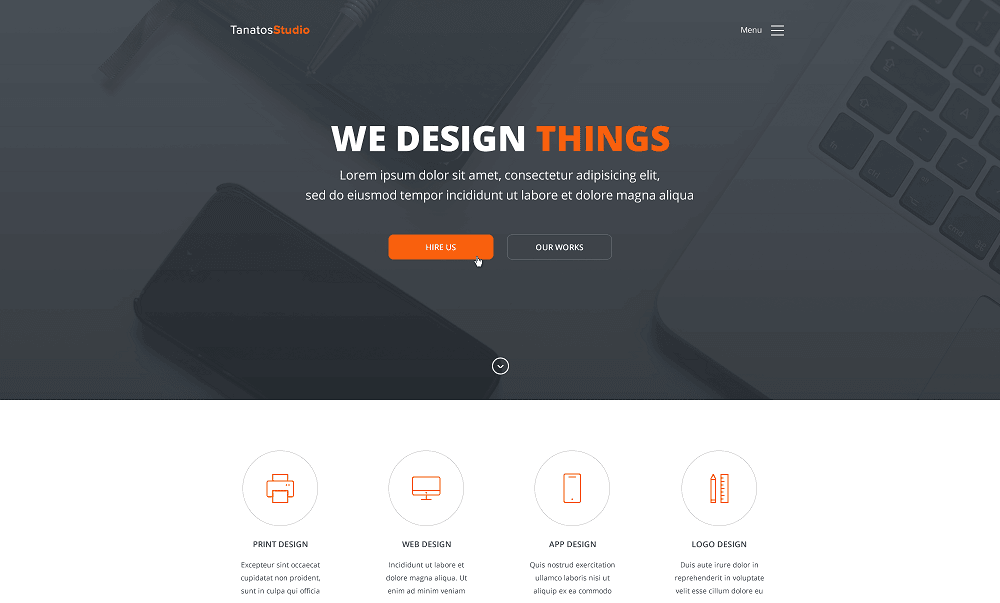 TanatosStudio
Menu
WE DESIGN THINGS
Lorem ipsum dolor sit amet, consectetur adipisicing elit,
sed do eiusmod tempor incididunt ut labore et dolore magna aliqua
HIRE US
OUR WORKS
PRINT DESIGN
Excepteur sint occaecat
cupidatat non proident,
sunt in culpa qui officia
WEB DESIGN
Incididunt ut labore et
dolore magna aliqua. Ut
enim ad minim veniam
APP DESIGN
Quis nostrud exercitation
ullamco laboris nisi ut
aliquip ex ea commodo
LOGO DESIGN
Duis aute irure dolor in
reprehenderit in voluptate
velit esse cillum dolore eu